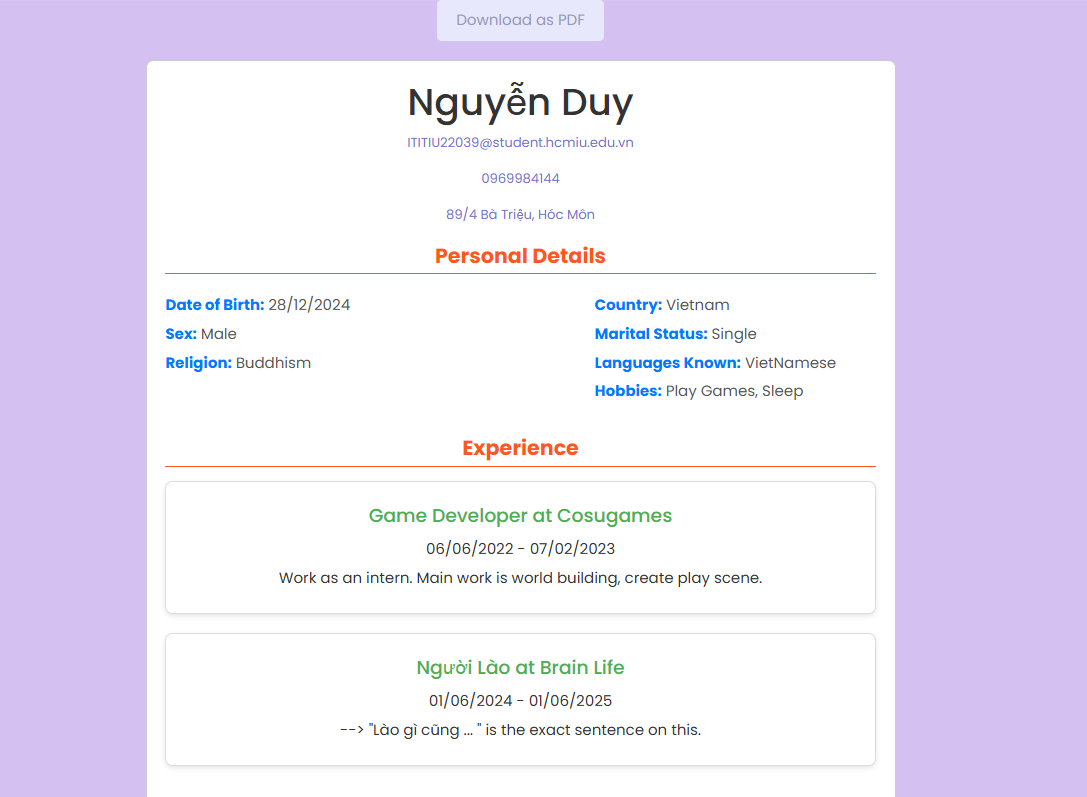 Download as PDF
Nguyễn Duy
ITITIU22039@student.hcmiu.edu.vn
0969984144
89/4 Bà Triệu, Hóc Môn
Personal Details
Date of Birth: 28/12/2024
Sex: Male
Religion: Buddhism
Country: Vietnam
Marital Status: Single
Languages Known: VietNamese
Hobbies: Play Games, Sleep
Experience
Game Developer at Cosugames
06/06/2022 - 07/02/2023
Work as an intern. Main work is world building, create play scene.
Người Lào at Brain Life
01/06/2024 - 01/06/2025
--> "Lào gì cũng ... " is the exact sentence on this.